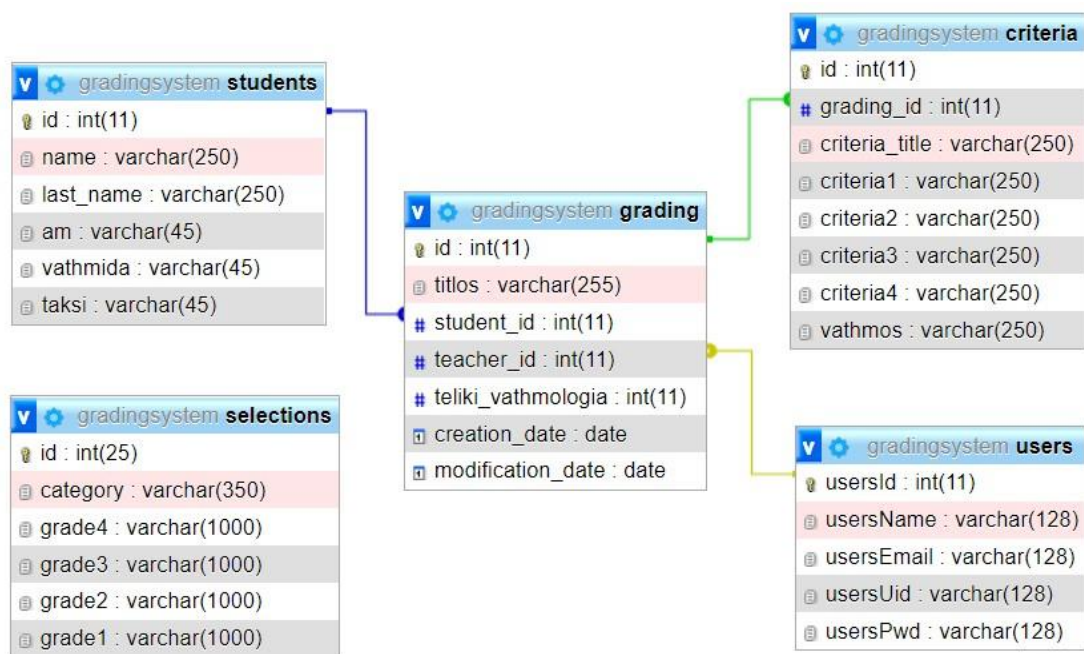 gradingsystem students
id : int(11)
name : varchar(250)
last_name : varchar(250)
am : varchar(45)
vathmida : varchar(45)
taksi : varchar(45)
gradingsystem selections
id : int(25)
category : varchar(350)
grade4 : varchar(1000)
grade3 : varchar(1000)
grade2 : varchar(1000)
grade1 : varchar(1000)
gradingsystem grading
id : int(11)
titlos : varchar(255)
student_id : int(11)
teacher_id : int(11)
teliki_vathmologia : int(11)
creation_date : date
modification_date : date
gradingsystem criteria
id : int(11)
grading_id : int(11)
criteria_title : varchar(250)
criteria1 : varchar(250)
criteria2 : varchar(250)
criteria3 : varchar(250)
criteria4 : varchar(250)
vathmos : varchar(250)
gradingsystem users
usersId : int(11)
usersName : varchar(128)
usersEmail : varchar(128)
usersUid : varchar(128)
usersPwd : varchar(128)